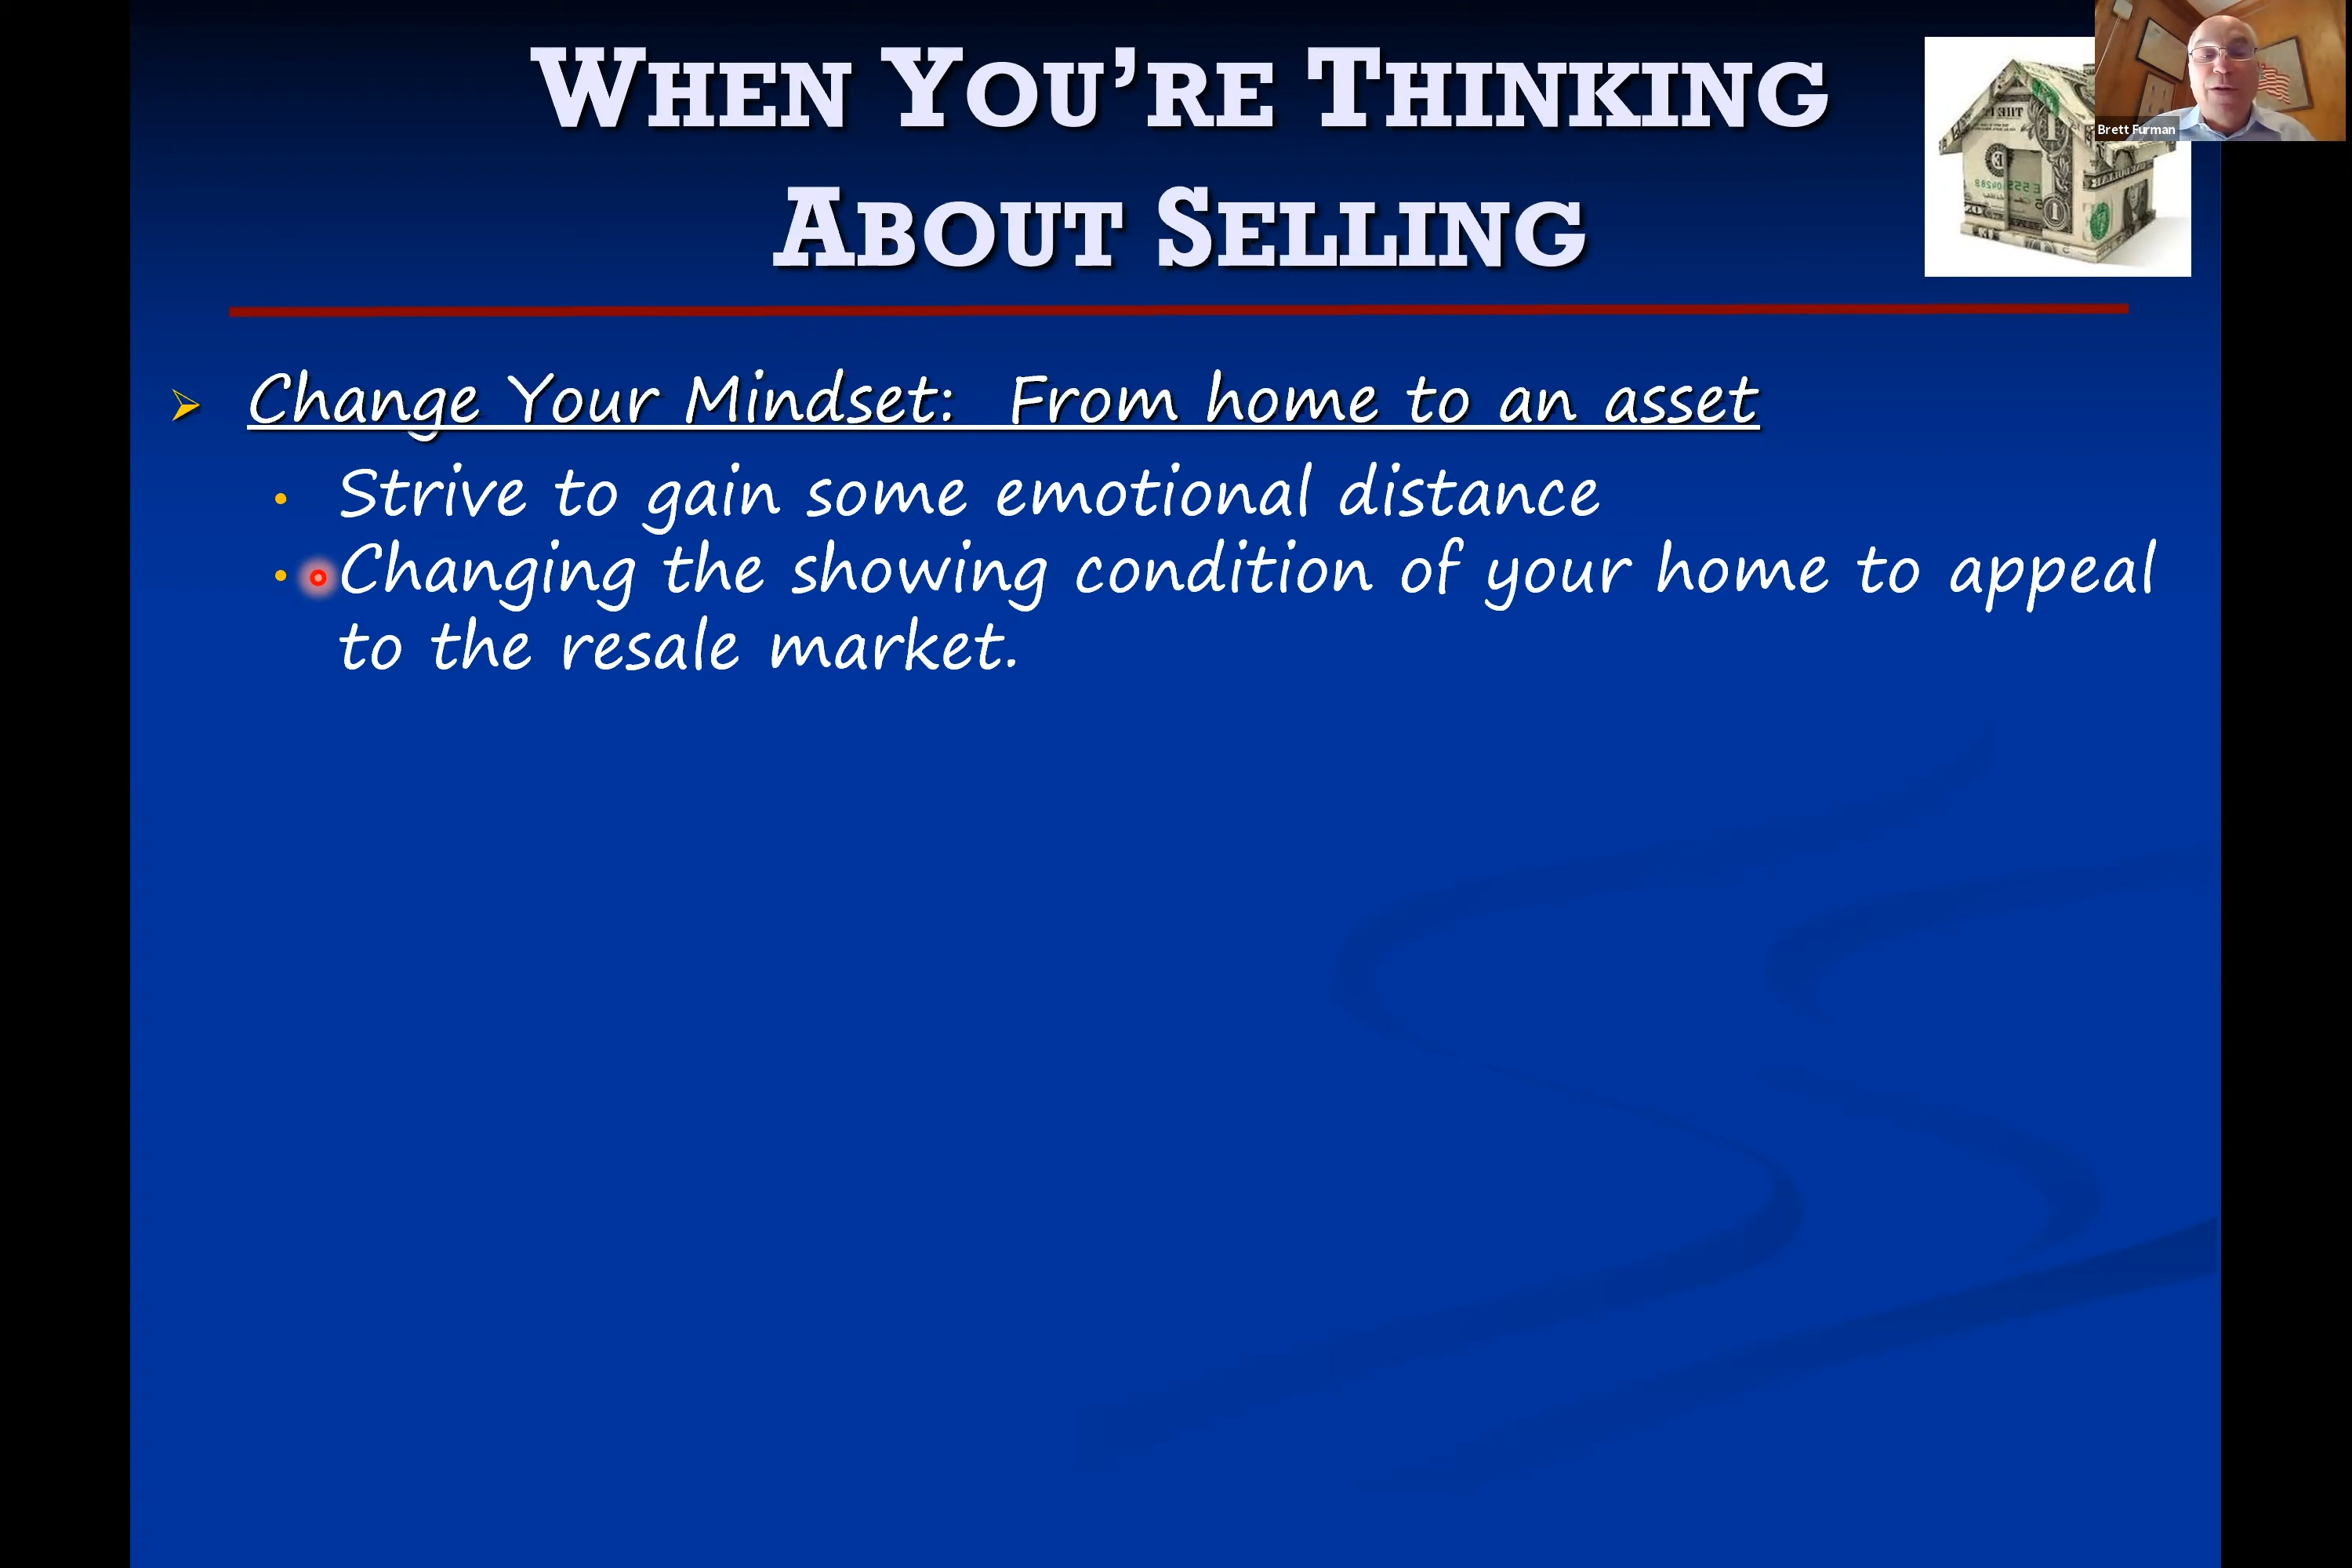 WHEN YOU'RE THINKING
ABOUT SELLING
Brett Furman
Change Your Mindset: From home to an asset
Strive to gain some emotional distance
Changing the showing condition of your home to appeal
to the resale market.